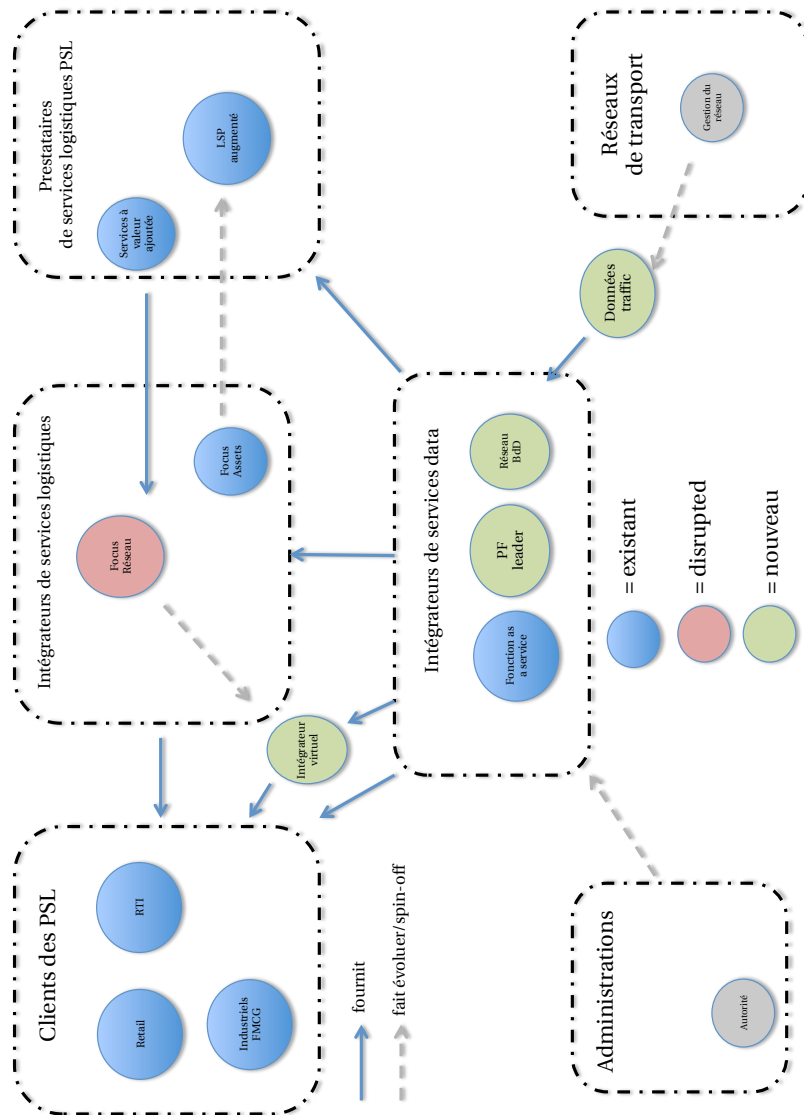 Clients des PSL
Retail
RTI
Industriels
FMCG
fournit
fait évoluer/spin-off
Intégrateurs de services logistiques
Focus
Réseau
Focus
Assets
Intégrateur
virtuel
Prestataires
de services logistiques PSL
Services à
valeur
ajoutée
LSP
augmenté
Intégrateurs de services data
Fonction as
a service
PF
leader
Réseau
BdD
Données
traffic
Réseaux
de transport
Gestion du
réseau
Administrations
Autorité
= existant
= disrupted
= nouveau